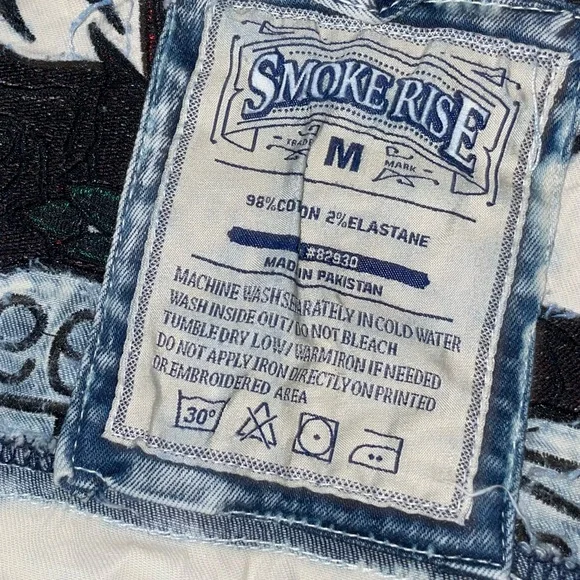 SMOKE RISE
TRADE M MARK
98%COTTON 2%ELASTANE
#82930
MADE IN PAKISTAN
MACHINE WASH SEPARATELY IN COLD WATER
WASH INSIDE OUT/DO NOT BLEACH
TUMBLE DRY LOW/WARM IRON IF NEEDED
DO NOT APPLY IRON DIRECTLY ON PRINTED
OR EMBROIDERED AREA
30°